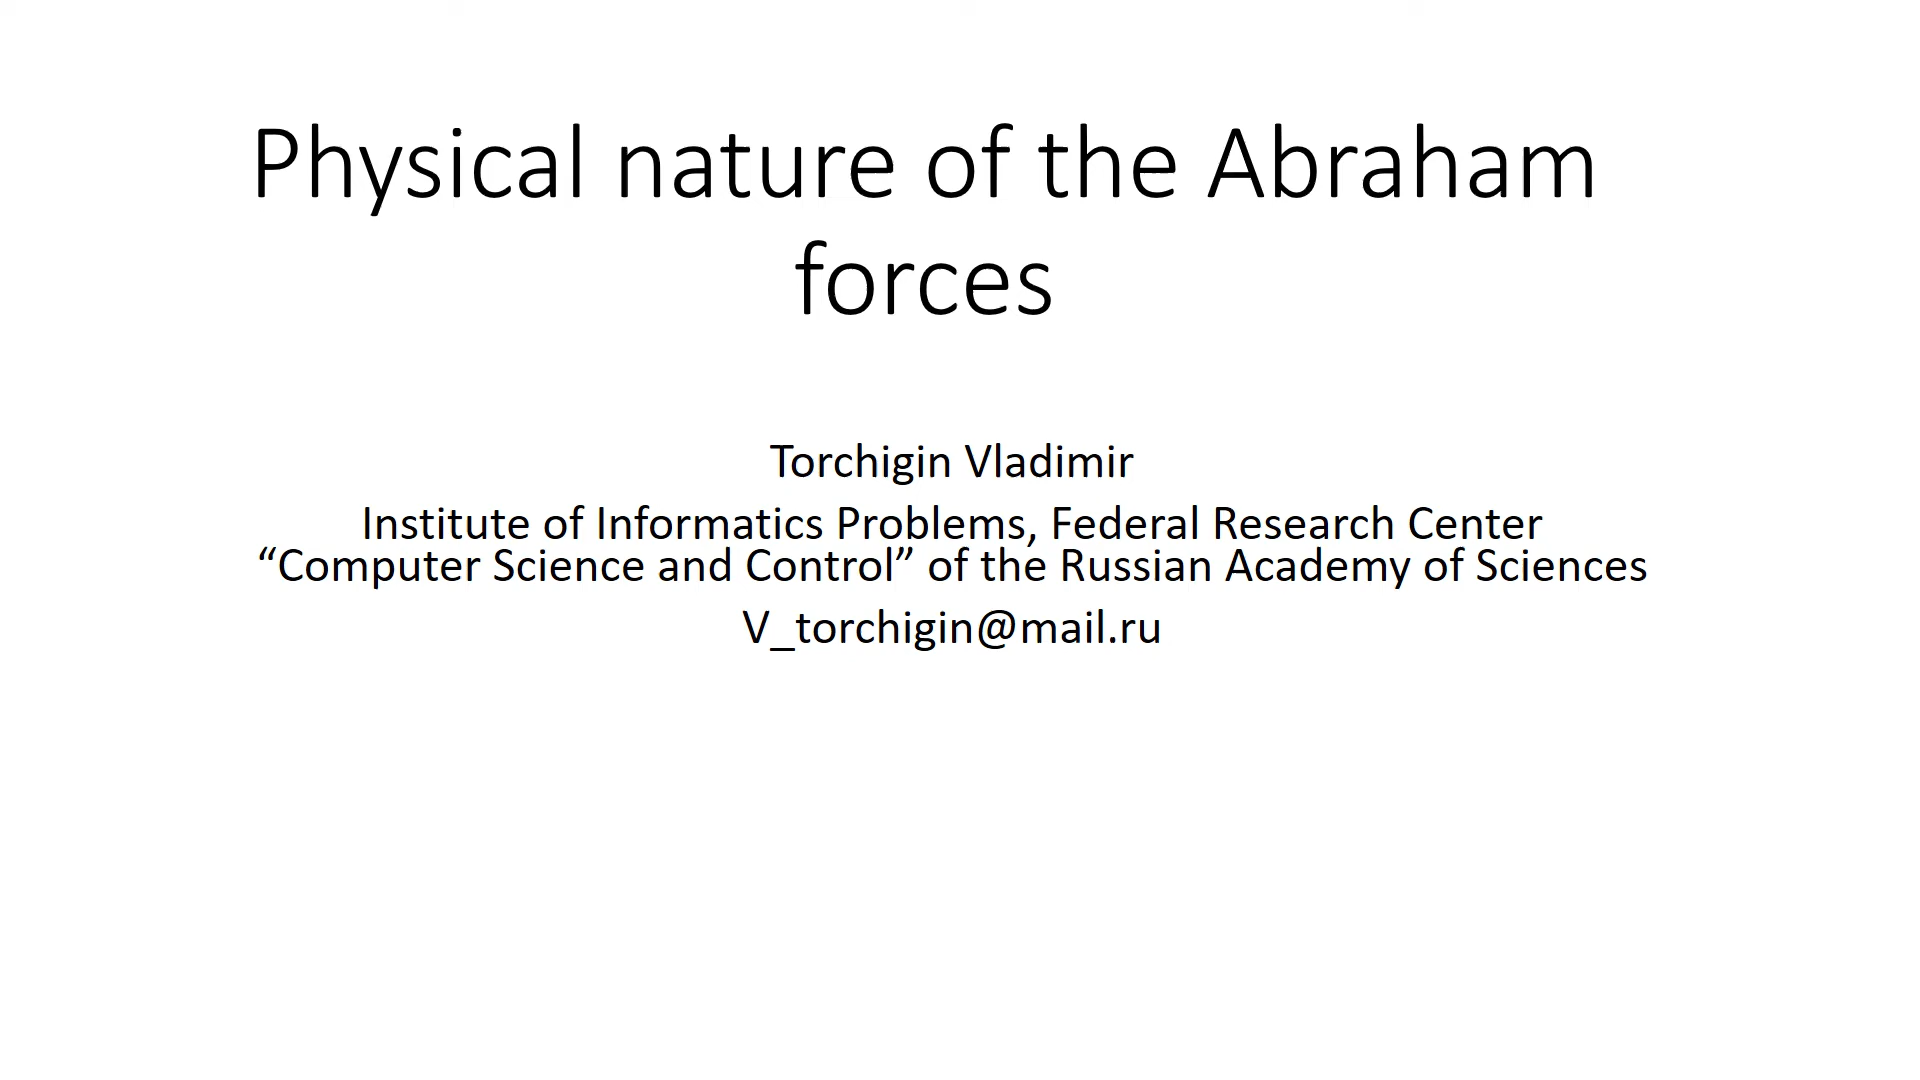 Physical nature of the Abraham
forces
Torchigin Vladimir
Institute of Informatics Problems, Federal Research Center
“Computer Science and Control” of the Russian Academy of Sciences
V_torchigin@mail.ru